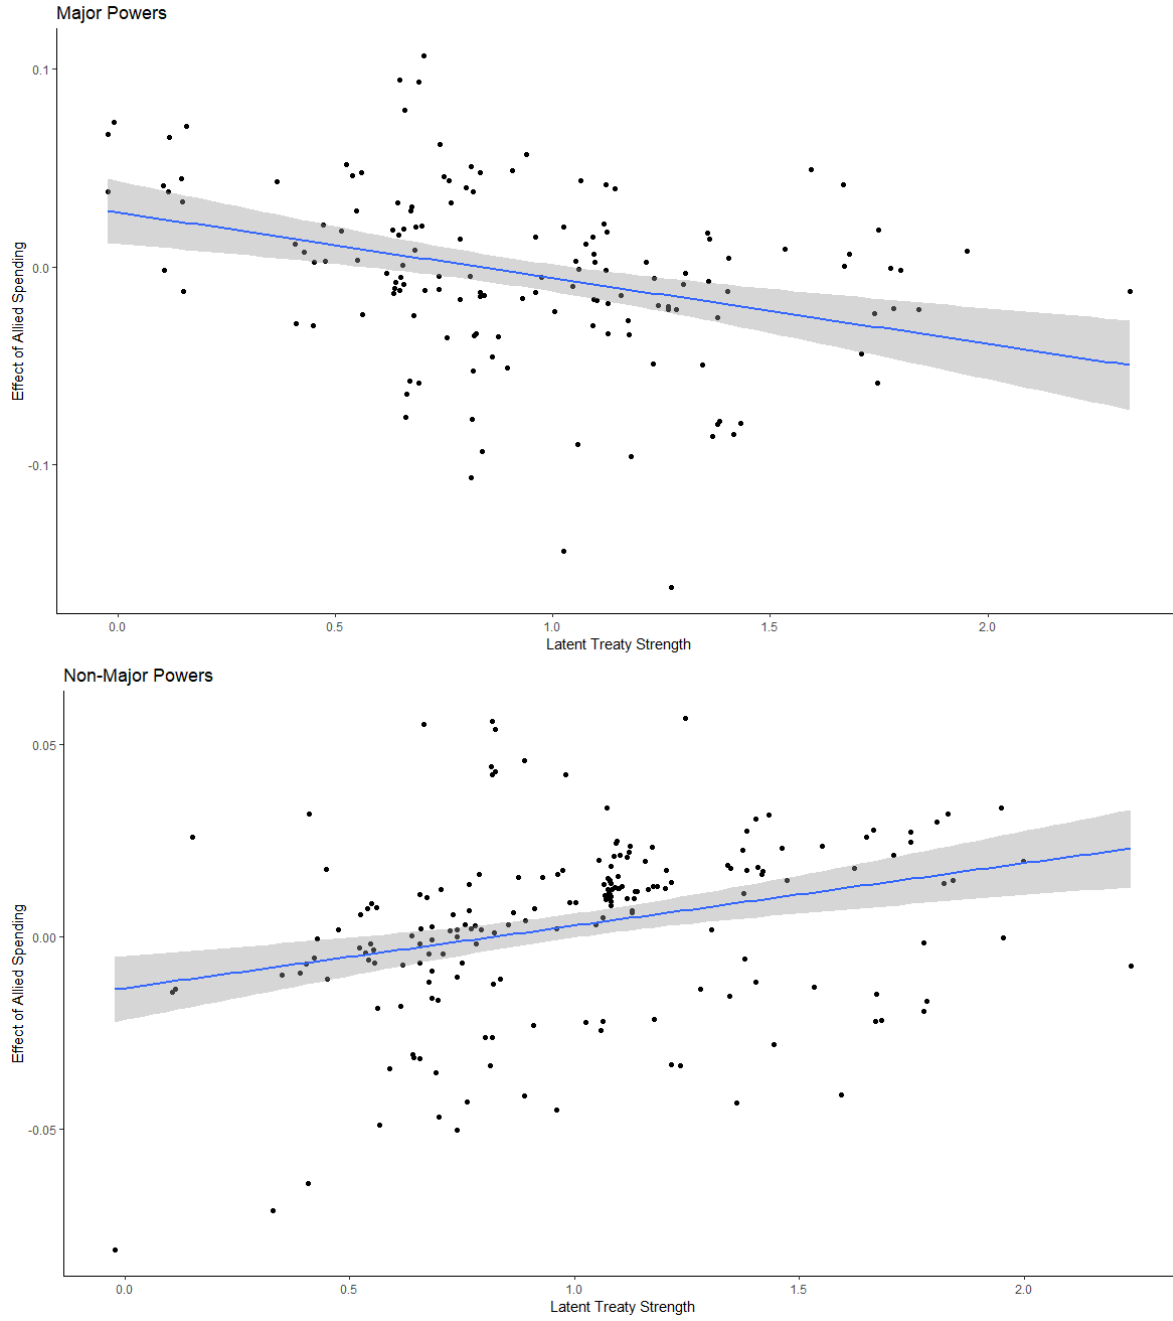 Major Powers
0.1
0.0
-0.1
Effect of Allied Spending
0.0 0.5 1.0 1.5 2.0
Latent Treaty Strength
Non-Major Powers
0.05
0.00
-0.05
Effect of Allied Spending
0.0 0.5 1.0 1.5 2.0
Latent Treaty Strength